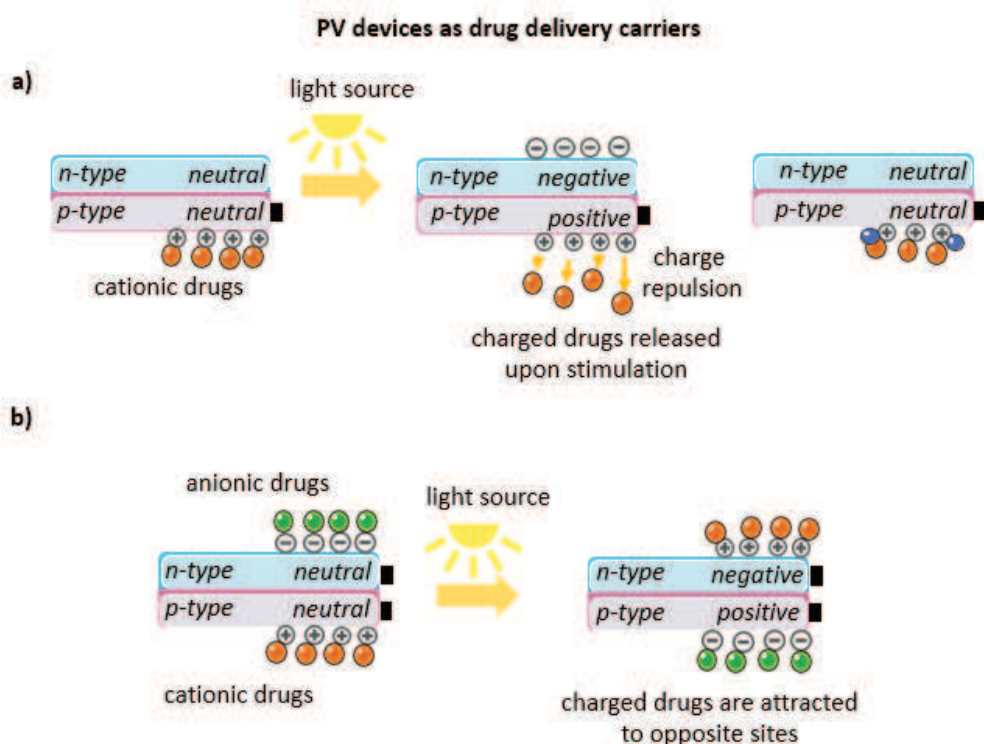 PV devices as drug delivery carriers
a)
light source
n-type neutral
p-type neutral
cationic drugs
n-type negative
p-type positive
charge
repulsion
charged drugs released
upon stimulation
n-type neutral
p-type neutral
b)
anionic drugs
n-type neutral
p-type neutral
cationic drugs
light source
n-type negative
p-type positive
charged drugs are attracted
to opposite sites